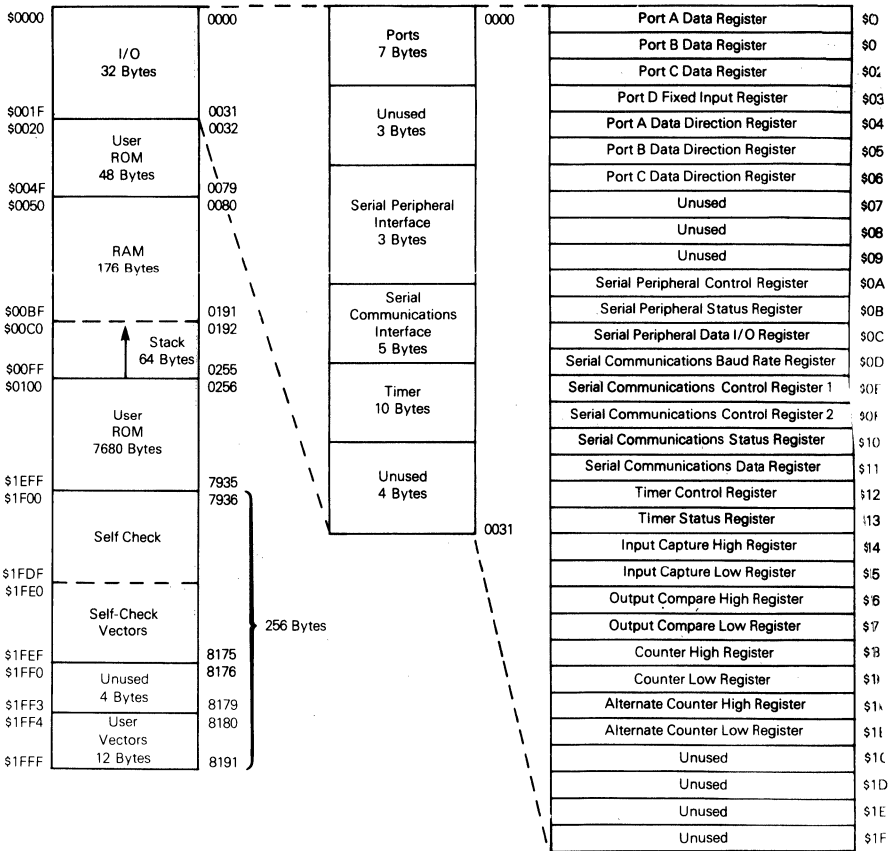 $0000
I/O
32 Bytes
0000
$001F
0031
$0020
0032
User
ROM
48 Bytes
$004F
0079
$0050
0080
RAM
176 Bytes
$00BF
0191
$00C0
0192
Stack
64 Bytes
$00FF
0255
$0100
0256
User
ROM
7680 Bytes
$1EFF
7935
$1F00
7936
Self Check
$1FDF
$1FE0
Self-Check
Vectors
256 Bytes
$1FEF
8175
$1FF0
8176
Unused
4 Bytes
$1FF3
8179
$1FF4
8180
User
Vectors
12 Bytes
$1FFF
8191
0000
Ports
7 Bytes
Unused
3 Bytes
Serial Peripheral
Interface
3 Bytes
Serial
Communications
Interface
5 Bytes
Timer
10 Bytes
Unused
4 Bytes
0031
Port A Data Register
Port B Data Register
Port C Data Register $02
Port D Fixed Input Register $03
Port A Data Direction Register $04
Port B Data Direction Register $05
Port C Data Direction Register $06
Unused $07
Unused $08
Unused $09
Serial Peripheral Control Register $0A
Serial Peripheral Status Register $0B
Serial Peripheral Data I/O Register $0C
Serial Communications Baud Rate Register $0D
Serial Communications Control Register 1
Serial Communications Control Register 2
Serial Communications Status Register $10
Serial Communications Data Register $11
Timer Control Register $12
Timer Status Register $13
Input Capture High Register $14
Input Capture Low Register $15
Output Compare High Register $16
Output Compare Low Register $17
Counter High Register
Counter Low Register
Alternate Counter High Register
Alternate Counter Low Register
Unused
Unused $1D
Unused $1E
Unused $1F